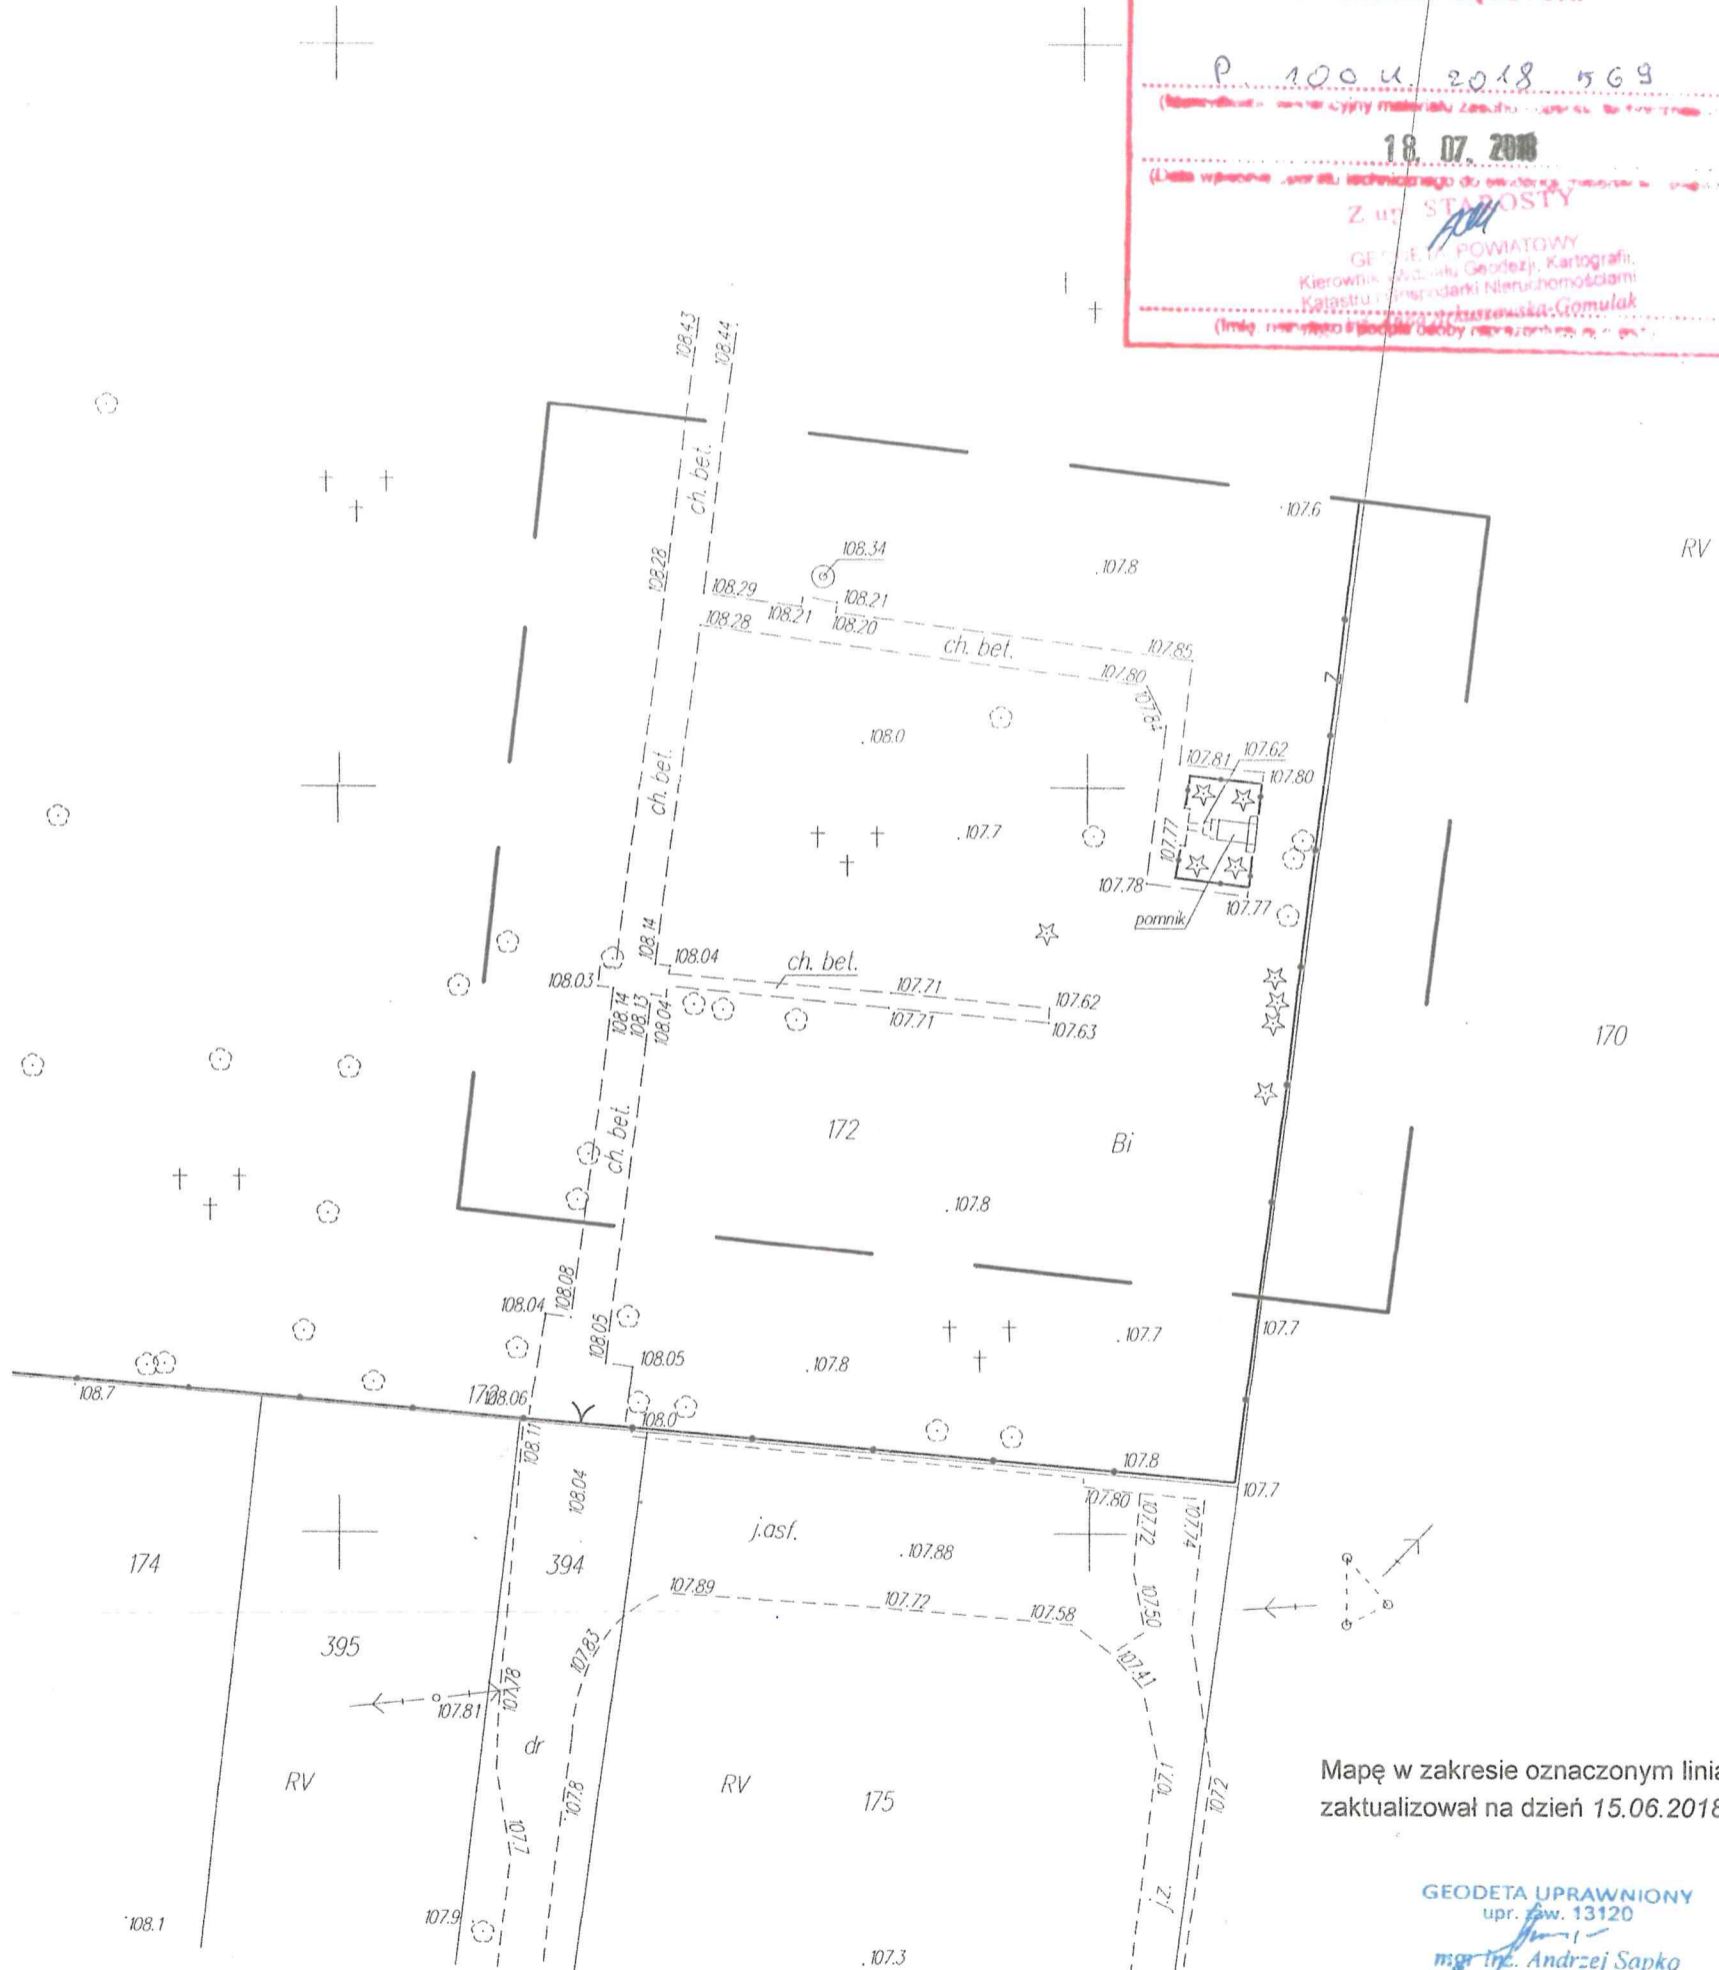 P. 100 4. 2018 569
18. 07. 2018
Z up. STAROSTY
POWIATOWY
Geodezji, Kartografii,
Katastru Nieruchomościami
-Gomulak
108.43
108.44
ch. bet.
107.6
RV
108.34
107.8
108.28
108.29
108.21
108.21
108.20
108.28
ch. bet.
107.85
107.80
107.84
108.0
107.62
107.81
107.80
ch. bet.
107.7
107.77
107.78
107.77
pomnik
108.14
108.04
ch. bet.
108.03
107.71
107.62
108.14
108.13
108.04
107.71
107.63
170
ch. bet.
172
Bi
107.8
108.08
108.04
108.05
107.7
107.7
108.05
107.8
108.7
172
108.06
108.0
108.11
107.8
107.7
108.04
107.80
107.72
107.74
j.asf.
174
394
107.88
107.89
107.72
107.58
107.50
395
107.83
107.41
107.78
107.81
dr
RV
RV
175
107.8
107.1
107.2
Mapę w zakresie oznaczonym linią
zaktualizował na dzień 15.06.2018
107.7
j.ż.
GEODETA UPRAWNIONY
upr. zaw. 13120
108.1
107.9
mgr inż. Andrzej Sapko
107.3